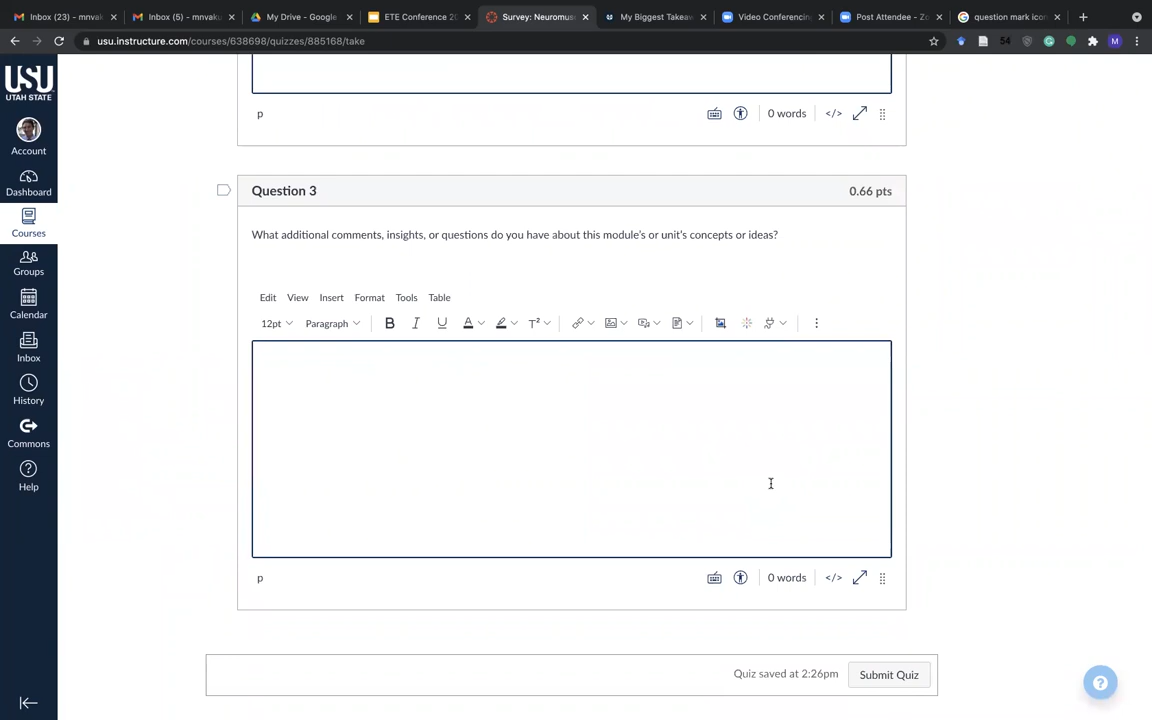 Inbox (23) - mnvak
Inbox (5) - mnvaku
My Drive - Google
ETE Conference 20
Survey: Neuromus
My Biggest Takeaw
Video Conferencin
Post Attendee - Zo
question mark icon
usu.instructure.com/courses/638698/quizzes/885168/take
54
M
USU
UTAH STATE
Account
Dashboard
Courses
Groups
Calendar
Inbox
History
Commons
Help
p
0 words
</>
Question 3
0.66 pts
What additional comments, insights, or questions do you have about this module's or unit's concepts or ideas?
Edit View Insert Format Tools Table
12pt Paragraph B I U A T²
p
0 words
</>
Quiz saved at 2:26pm
Submit Quiz
?